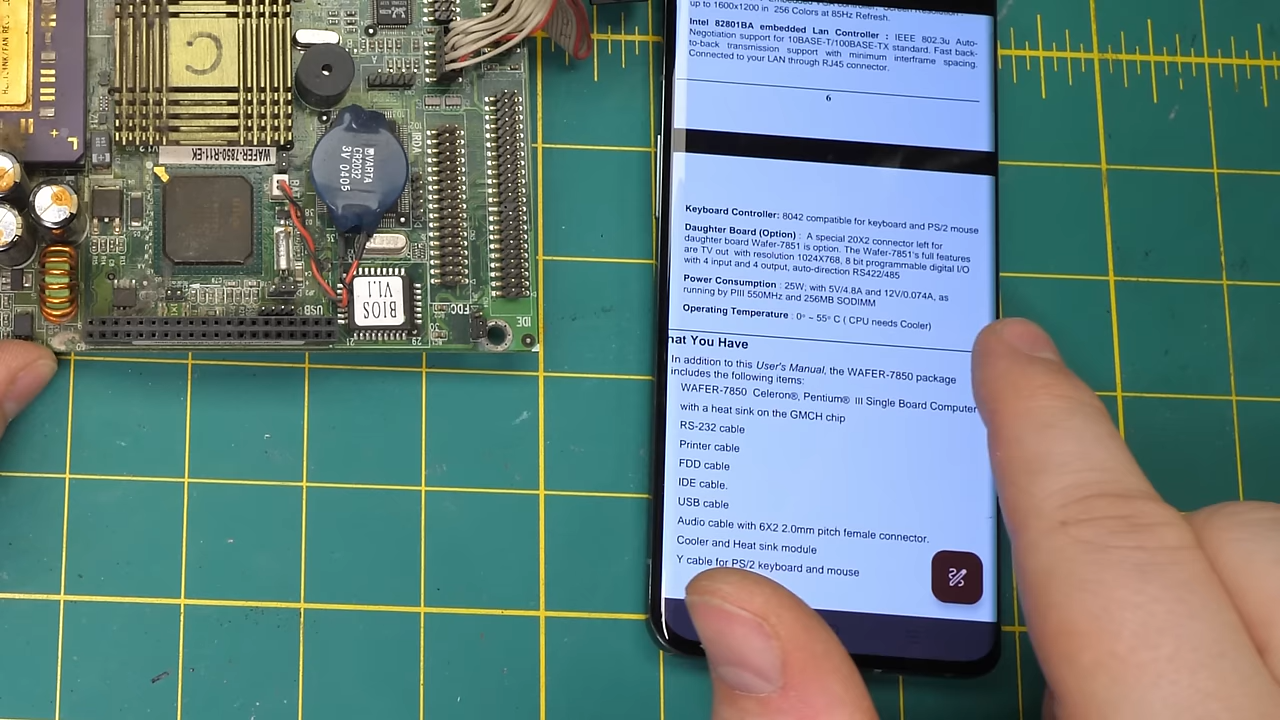 up to 1600x1200 in 256 Colors at 85Hz Refresh.
Intel 82801BA embedded Lan Controller : IEEE 802.3u Auto-
Negotiation support for 10BASE-T/100BASE-TX standard. Fast back-
to-back transmission support with minimum interframe spacing.
Connected to your LAN through RJ45 connector.
6
Keyboard Controller: 8042 compatible for keyboard and PS/2 mouse
Daughter Board (Option) : A special 20X2 connector left for
daughter board Wafer-7851 is option. The Wafer-7851's full features
are TV out with resolution 1024X768, 8 bit programmable digital I/O
with 4 input and 4 output, auto-direction RS422/485
Power Consumption : 25W; with 5V/4.8A and 12V/0.074A, as
running by PIII 550MHz and 256MB SODIMM
Operating Temperature : 0° ~ 55° C ( CPU needs Cooler)
hat You Have
In addition to this User's Manual, the WAFER-7850 package
includes the following items:
WAFER-7850 Celeron®, Pentium® III Single Board Computer
with a heat sink on the GMCH chip
RS-232 cable
Printer cable
FDD cable
IDE cable.
USB cable
Audio cable with 6X2 2.0mm pitch female connector.
Cooler and Heat sink module
Y cable for PS/2 keyboard and mouse
WAFER-7850-R11-EK
VARTA
CR2032
3V 0405
IRDA
BIOS
V1.1
USB
FDC
IDE
21
29